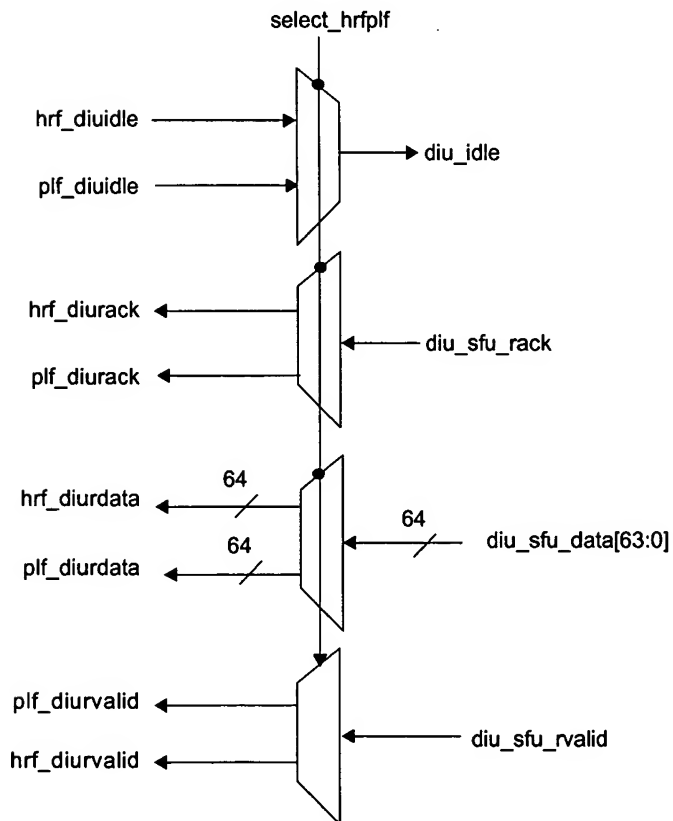 select_hrfplf
hrf_diuidle
diu_idle
plf_diuidle
hrf_diurack
diu_sfu_rack
plf_diurack
64
hrf_diurdata
64
diu_sfu_data[63:0]
64
plf_diurdata
plf_diurvalid
diu_sfu_rvalid
hrf_diurvalid